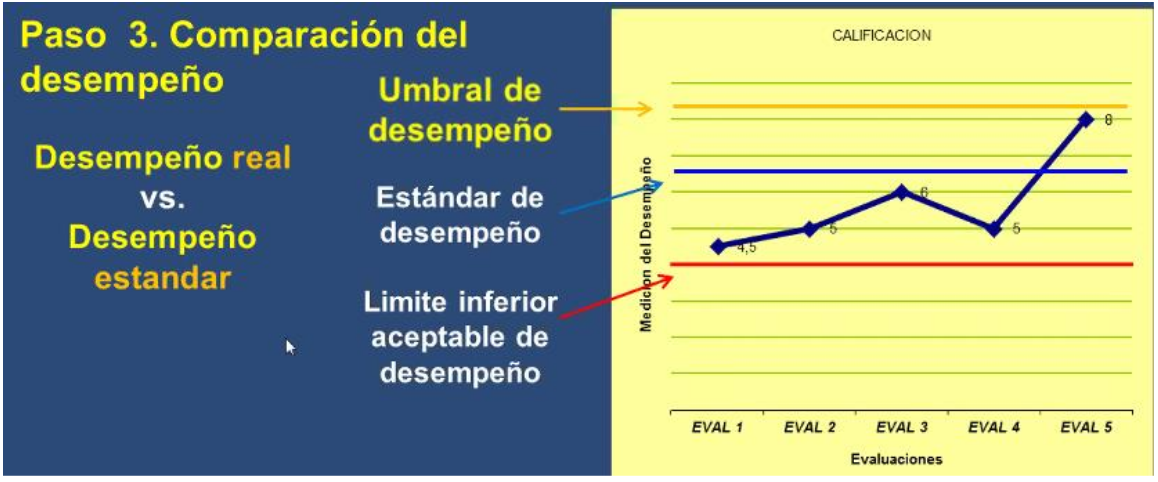 Paso 3. Comparación del
desempeño
Desempeño real
vs.
Desempeño
estandar
Umbral de
desempeño
Estándar de
desempeño
Limite inferior
aceptable de
desempeño
CALIFICACION
Medicion del Desempeño
4,5
5
6
5
8
EVAL 1 EVAL 2 EVAL 3 EVAL 4 EVAL 5
Evaluaciones